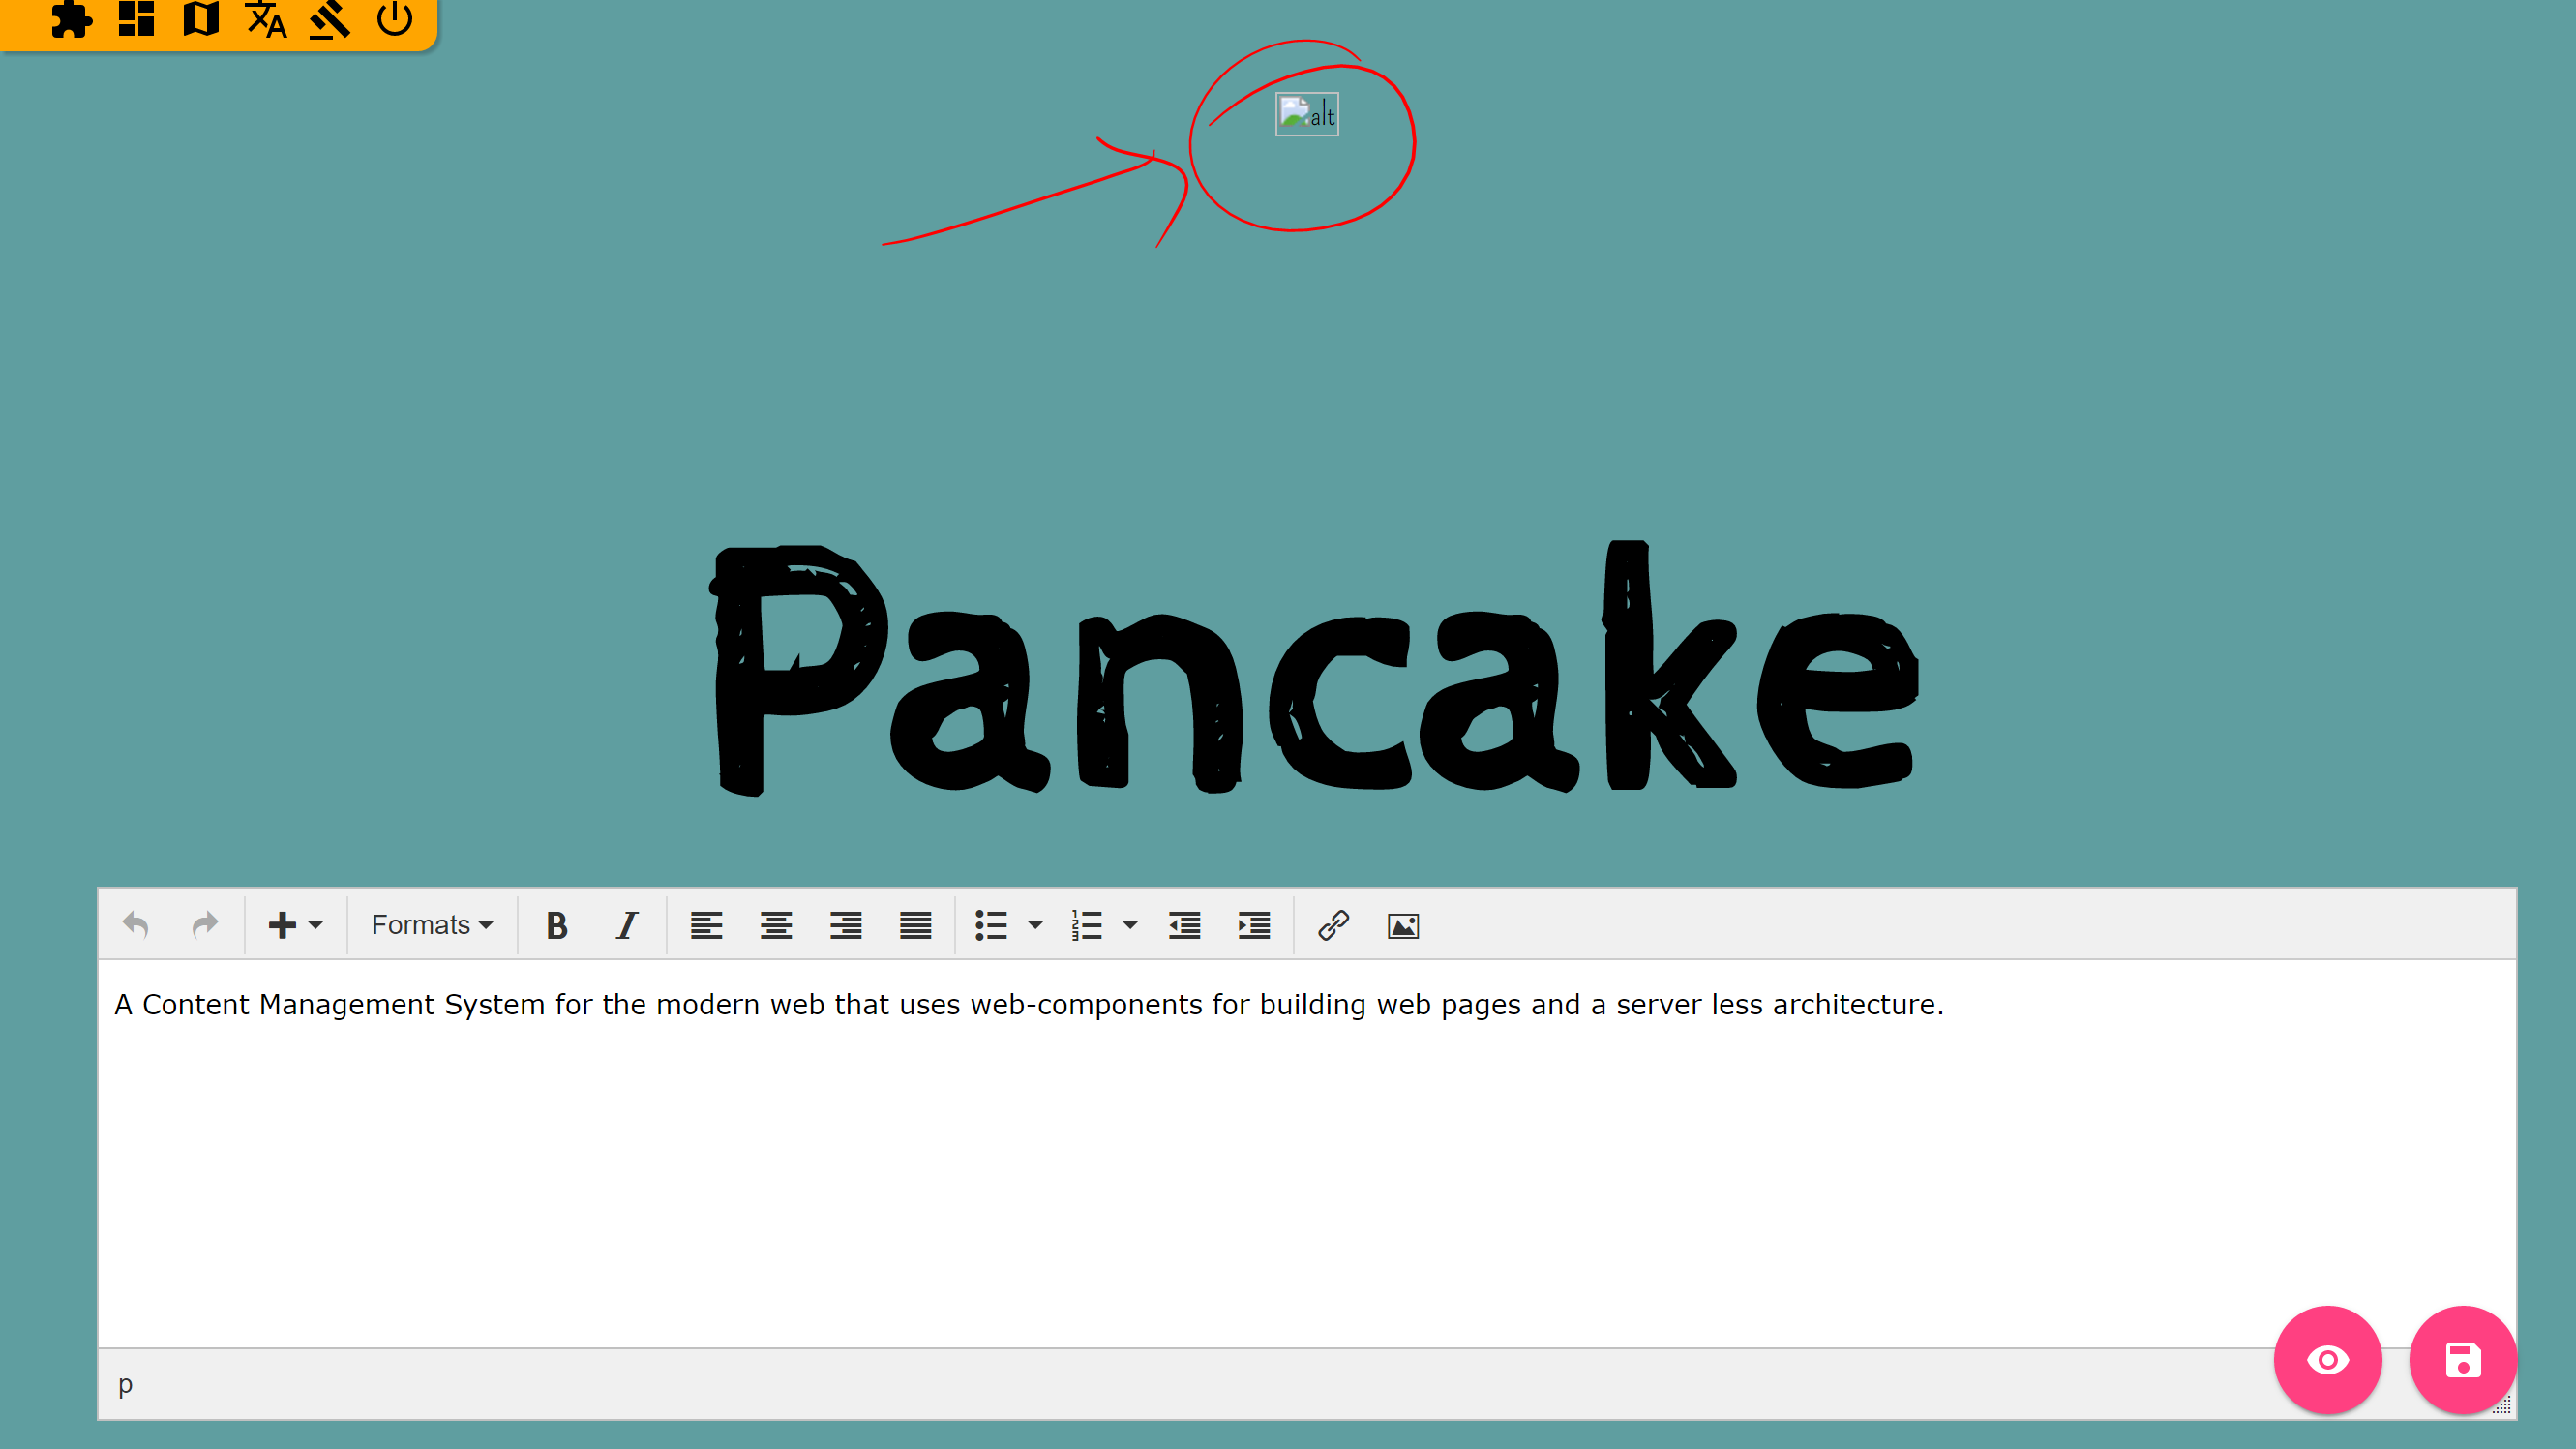 alt
Pancake
Formats
A Content Management System for the modern web that uses web-components for building web pages and a server less architecture.
p